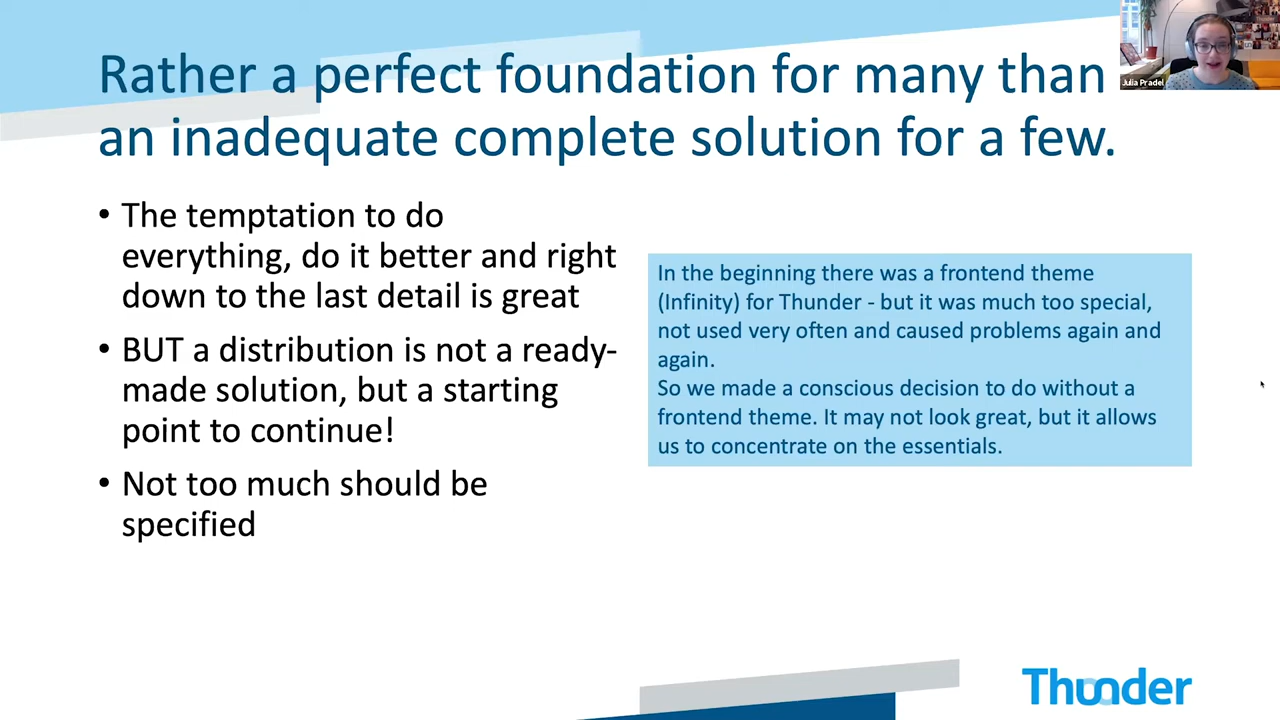 Rather a perfect foundation for many than
an inadequate complete solution for a few.
Julia Pradel
• The temptation to do
everything, do it better and right
down to the last detail is great
• BUT a distribution is not a ready-
made solution, but a starting
point to continue!
• Not too much should be
specified
In the beginning there was a frontend theme
(Infinity) for Thunder - but it was much too special,
not used very often and caused problems again and
again.
So we made a conscious decision to do without a
frontend theme. It may not look great, but it allows
us to concentrate on the essentials.
Thunder